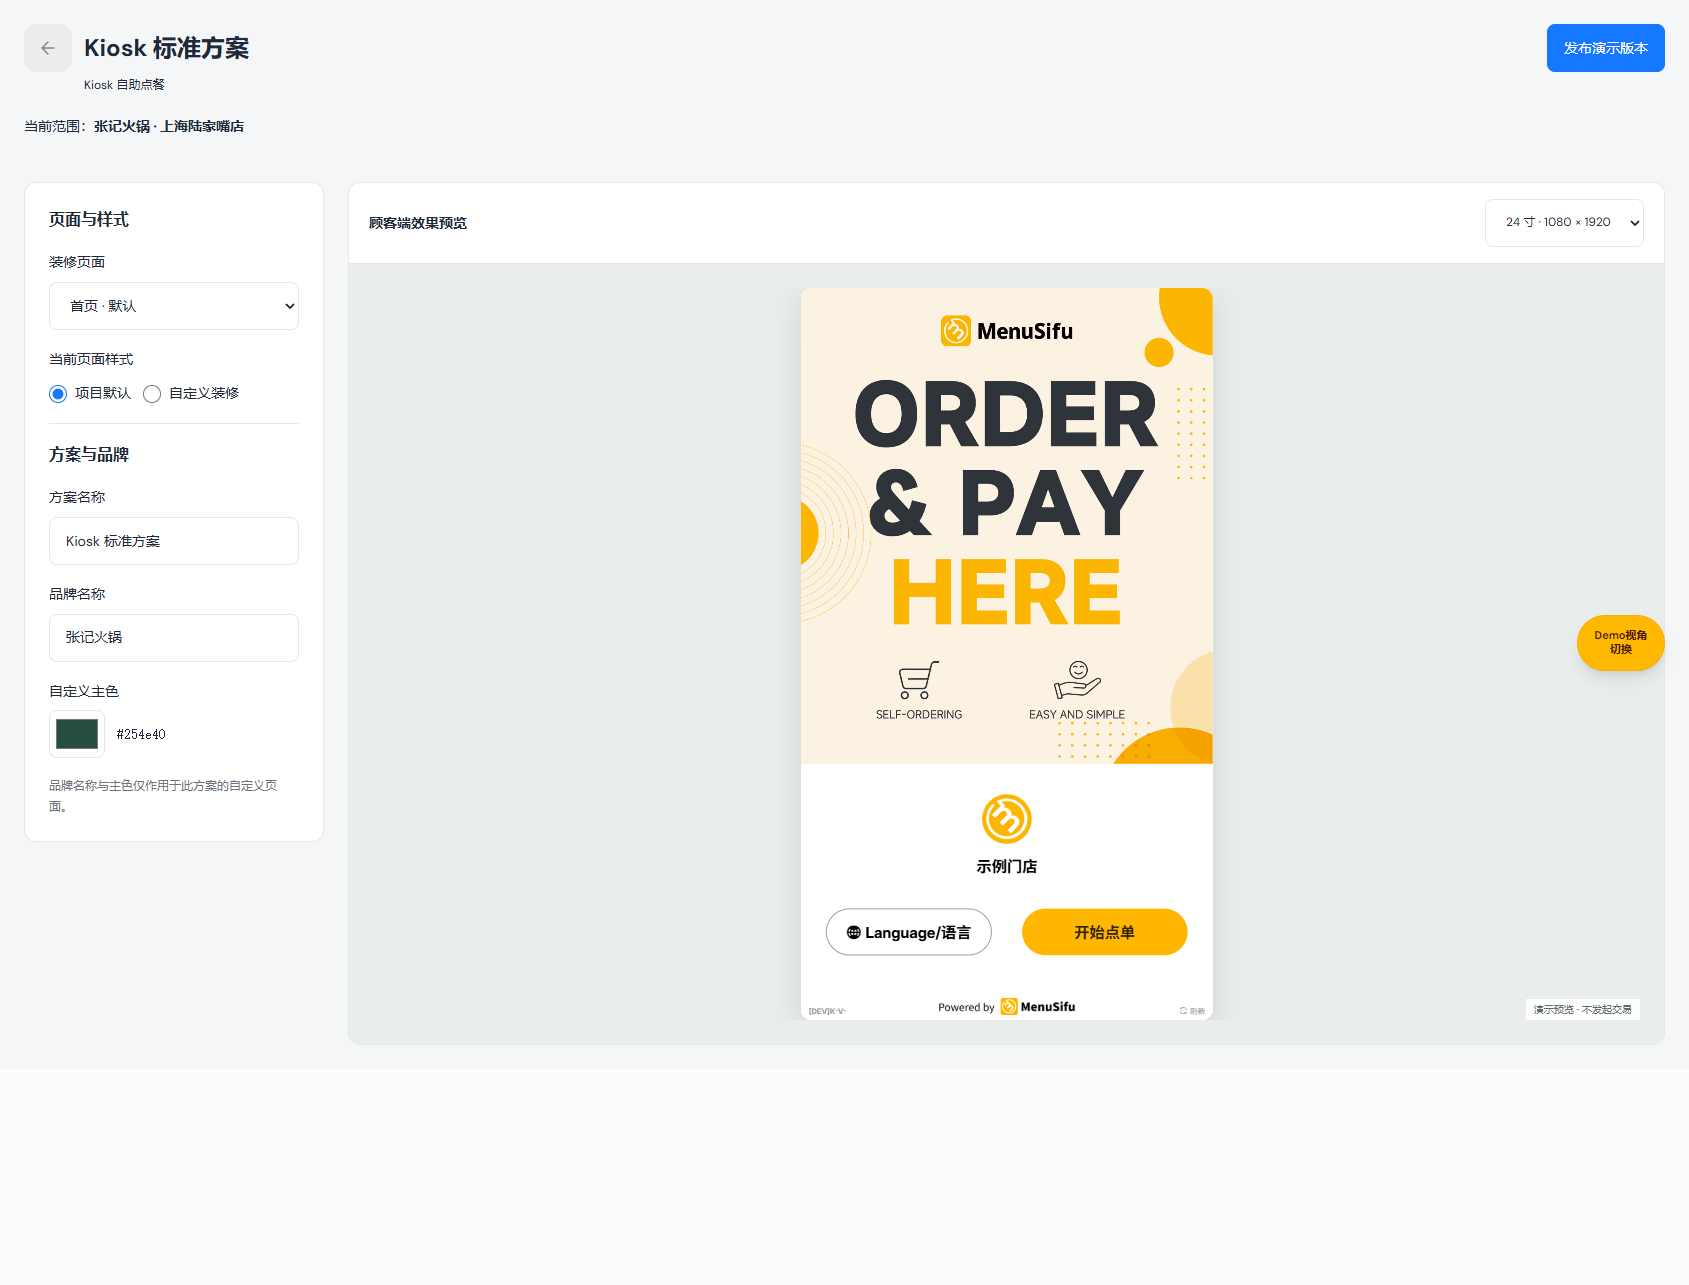 Kiosk 标准方案
发布演示版本
Kiosk 自助点餐
当前范围：张记火锅 · 上海陆家嘴店
页面与样式
装修页面
首页 · 默认
当前页面样式
项目默认
自定义装修
方案与品牌
方案名称
Kiosk 标准方案
品牌名称
张记火锅
自定义主色
#254e40
品牌名称与主色仅作用于此方案的自定义页
面。
顾客端效果预览
24 寸 · 1080 × 1920
MenuSifu
ORDER
& PAY
HERE
SELF-ORDERING
EASY AND SIMPLE
示例门店
Language/语言
开始点单
[DEV]K-V-
Powered by MenuSifu
刷新
Demo视角
切换
演示预览 · 不发起交易